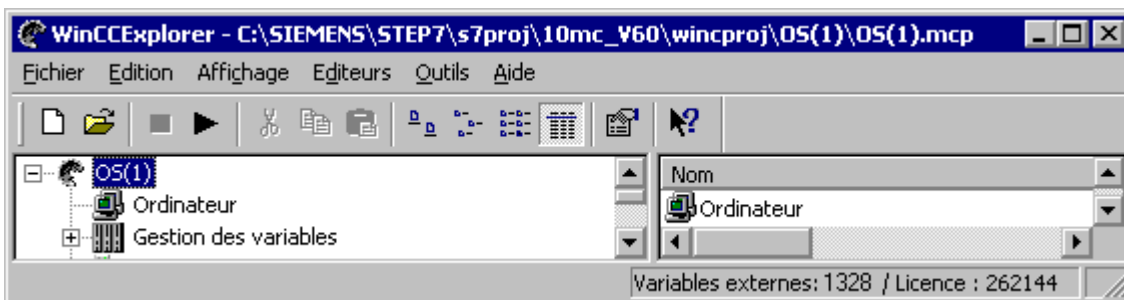 WinCCExplorer - C:\SIEMENS\STEP7\s7proj\10mc_V60\wincproj\OS(1)\OS(1).mcp
Fichier Edition Affichage Editeurs Outils Aide
OS(1)
Ordinateur
Gestion des variables
Nom
Ordinateur
Variables externes: 1328 / Licence : 262144